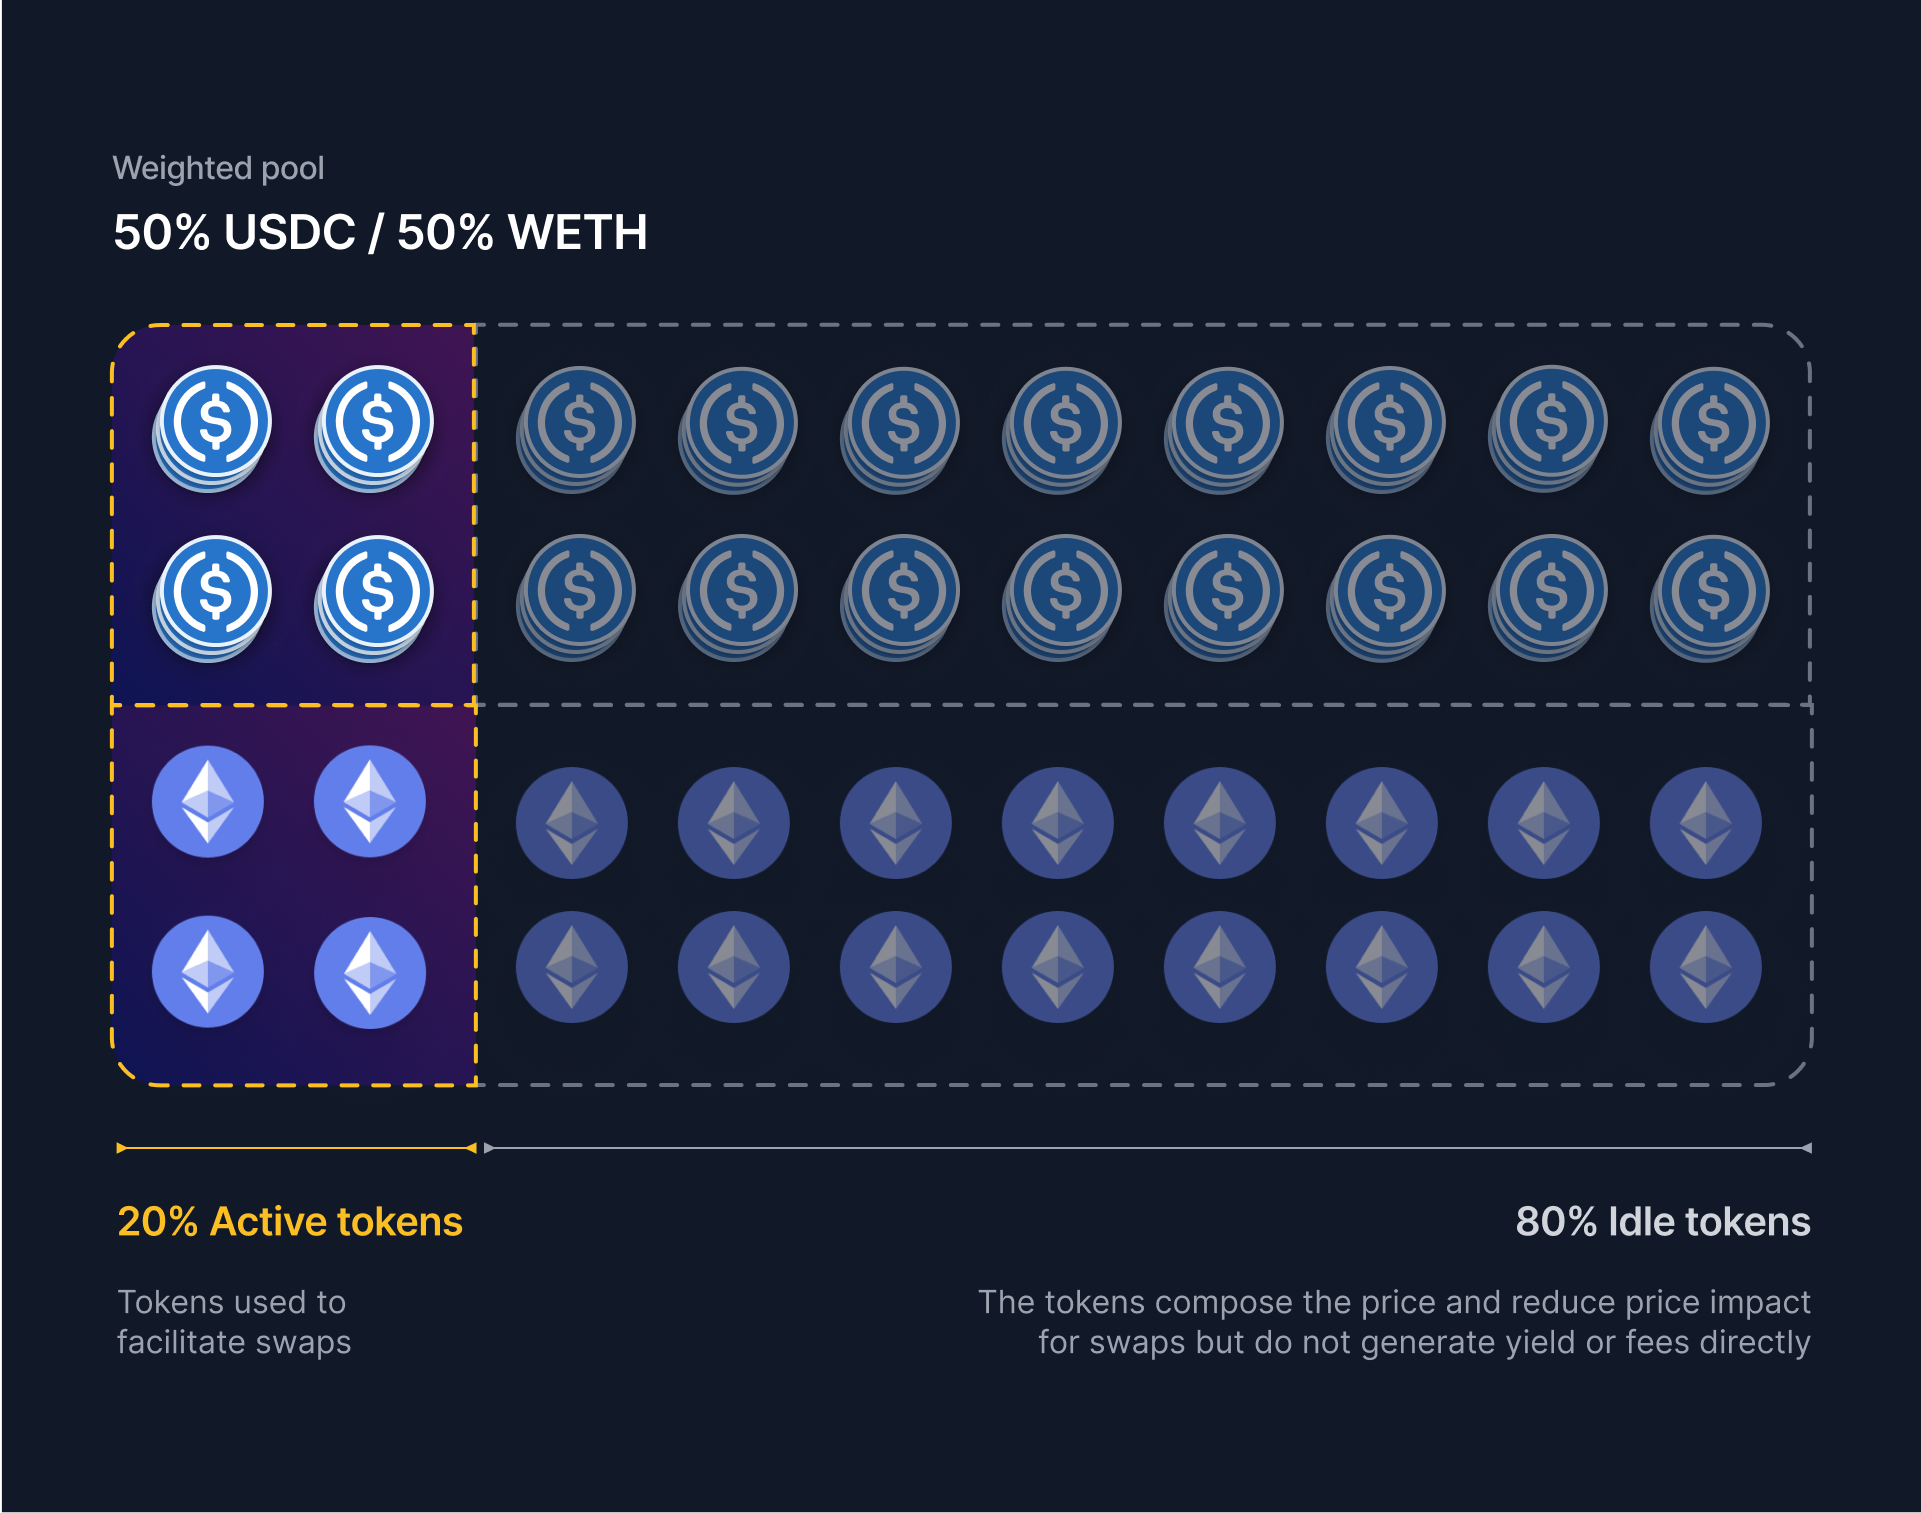 Weighted pool
50% USDC / 50% WETH
20% Active tokens
80% Idle tokens
Tokens used to
facilitate swaps
The tokens compose the price and reduce price impact
for swaps but do not generate yield or fees directly